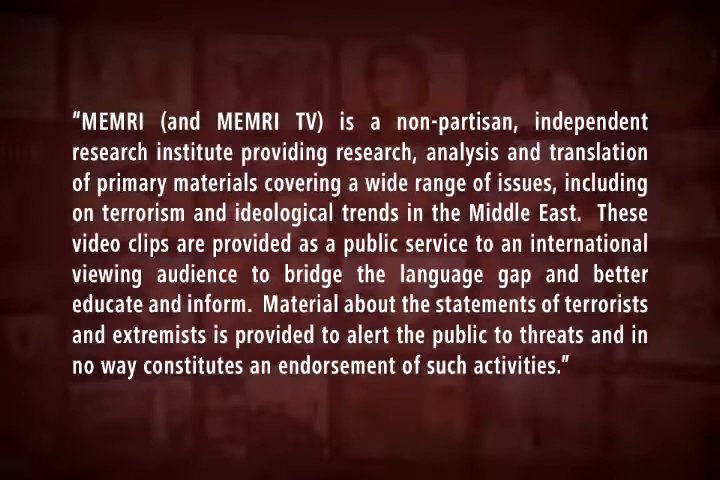 "MEMRI (and MEMRI TV) is a non-partisan, independent
research institute providing research, analysis and translation
of primary materials covering a wide range of issues, including
on terrorism and ideological trends in the Middle East. These
video clips are provided as a public service to an international
viewing audience to bridge the language gap and better
educate and inform. Material about the statements of terrorists
and extremists is provided to alert the public to threats and in
no way constitutes an endorsement of such activities."